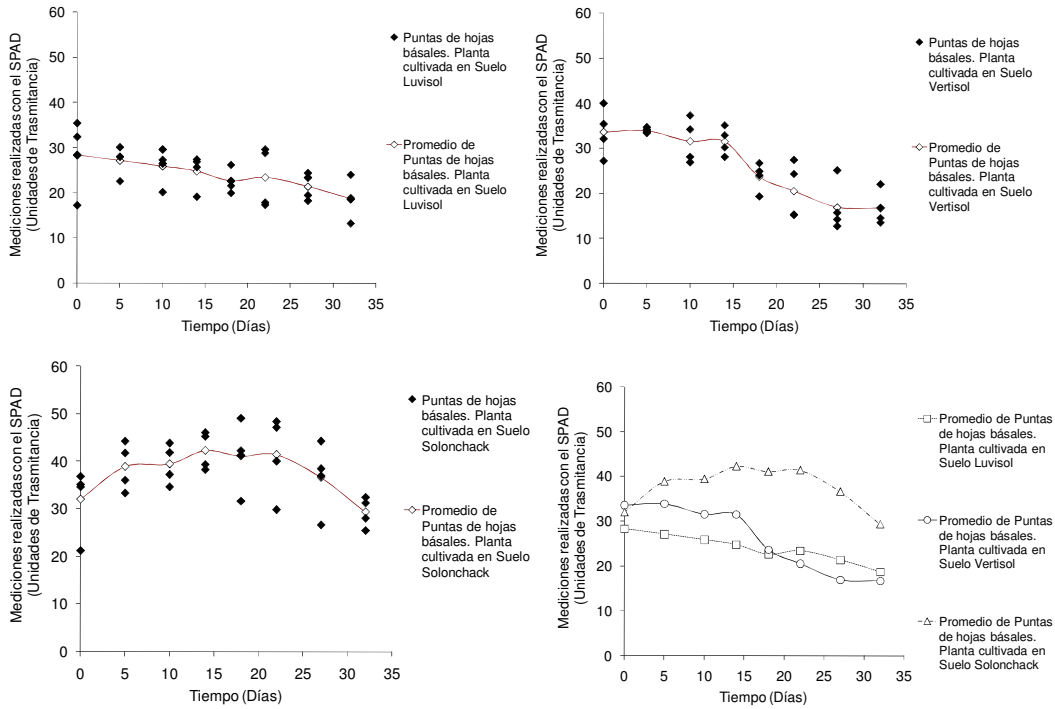 Mediciones realizadas con el SPAD
(Unidades de Trasmitancia)
60
50
40
30
20
10
0
0 5 10 15 20 25 30 35
Tiempo (Días)
Puntas de hojas
básales. Planta
cultivada en Suelo
Luvisol
Promedio de
Puntas de hojas
básales. Planta
cultivada en Suelo
Luvisol
Mediciones realizadas con el SPAD
(Unidades de Trasmitancia)
60
50
40
30
20
10
0
0 5 10 15 20 25 30 35
Tiempo (Días)
Puntas de hojas
básales. Planta
cultivada en Suelo
Vertisol
Promedio de
Puntas de hojas
básales. Planta
cultivada en Suelo
Vertisol
Mediciones realizadas con el SPAD
(Unidades de Trasmitancia)
60
50
40
30
20
10
0
0 5 10 15 20 25 30 35
Tiempo (Días)
Puntas de hojas
básales. Planta
cultivada en Suelo
Solonchack
Promedio de
Puntas de hojas
básales. Planta
cultivada en Suelo
Solonchack
Mediciones realizadas con el SPAD
(Unidades de Trasmitancia)
60
50
40
30
20
10
0
0 5 10 15 20 25 30 35
Tiempo (Días)
Promedio de Puntas
de hojas básales.
Planta cultivada en
Suelo Luvisol
Promedio de Puntas
de hojas básales.
Planta cultivada en
Suelo Vertisol
Promedio de Puntas
de hojas básales.
Planta cultivada en
Suelo Solonchack